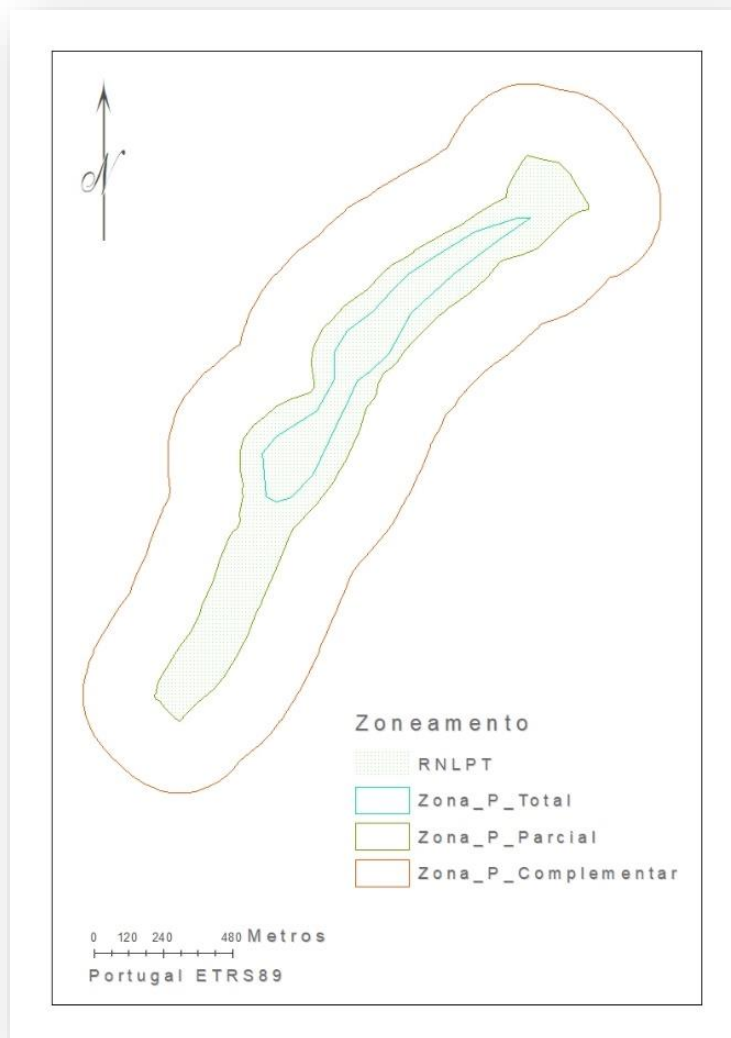 N
Zoneamento
RNLPT
Zona_P_Total
Zona_P_Parcial
Zona_P_Complementar
0 120 240 480 Metros
Portugal ETRS89